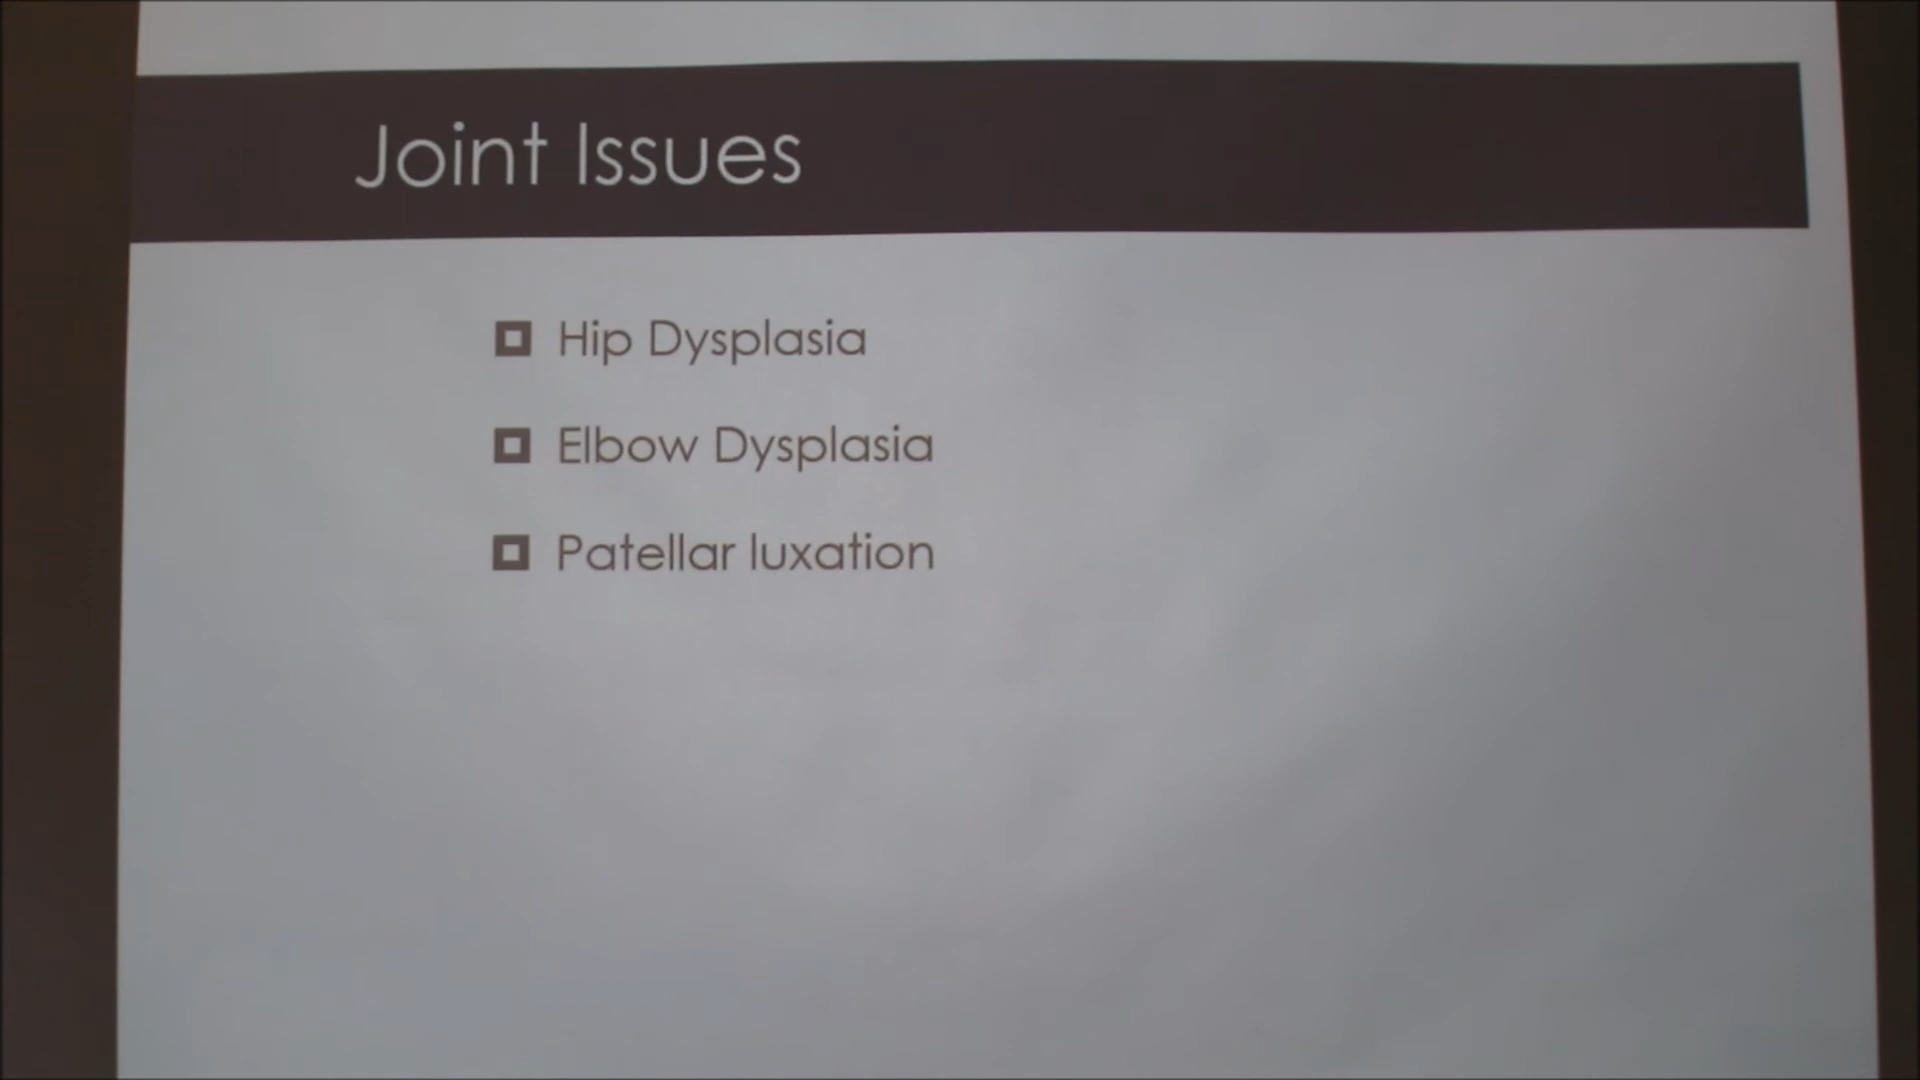 Joint Issues
Hip Dysplasia
Elbow Dysplasia
Patellar luxation